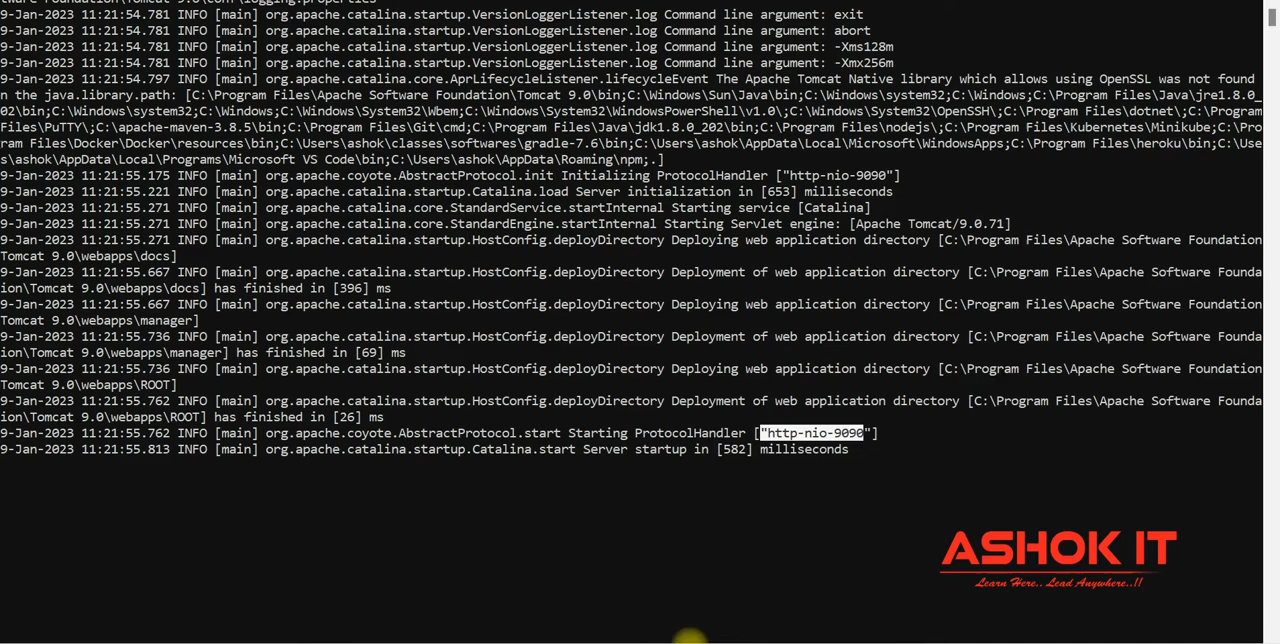 tware Foundation\Tomcat 9.0\conf\logging.properties
9-Jan-2023 11:21:54.781 INFO [main] org.apache.catalina.startup.VersionLoggerListener.log Command line argument: exit
9-Jan-2023 11:21:54.781 INFO [main] org.apache.catalina.startup.VersionLoggerListener.log Command line argument: abort
9-Jan-2023 11:21:54.781 INFO [main] org.apache.catalina.startup.VersionLoggerListener.log Command line argument: -Xms128m
9-Jan-2023 11:21:54.781 INFO [main] org.apache.catalina.startup.VersionLoggerListener.log Command line argument: -Xmx256m
9-Jan-2023 11:21:54.797 INFO [main] org.apache.catalina.core.AprLifecycleListener.lifecycleEvent The Apache Tomcat Native library which allows using OpenSSL was not found
n the java.library.path: [C:\Program Files\Apache Software Foundation\Tomcat 9.0\bin;C:\Windows\Sun\Java\bin;C:\Windows\system32;C:\Windows;C:\Program Files\Java\jre1.8.0_
02\bin;C:\Windows\system32;C:\Windows;C:\Windows\System32\Wbem;C:\Windows\System32\WindowsPowerShell\v1.0\;C:\Windows\System32\OpenSSH\;C:\Program Files\dotnet\;C:\Program
Files\PuTTY\;C:\apache-maven-3.8.5\bin;C:\Program Files\Git\cmd;C:\Program Files\Java\jdk1.8.0_202\bin;C:\Program Files\nodejs\;C:\Program Files\Kubernetes\Minikube;C:\Pro
ram Files\Docker\Docker\resources\bin;C:\Users\ashok\classes\softwares\gradle-7.6\bin;C:\Users\ashok\AppData\Local\Microsoft\WindowsApps;C:\Program Files\heroku\bin;C:\Use
s\ashok\AppData\Local\Programs\Microsoft VS Code\bin;C:\Users\ashok\AppData\Roaming\npm;.]
9-Jan-2023 11:21:55.175 INFO [main] org.apache.coyote.AbstractProtocol.init Initializing ProtocolHandler ["http-nio-9090"]
9-Jan-2023 11:21:55.221 INFO [main] org.apache.catalina.startup.Catalina.load Server initialization in [653] milliseconds
9-Jan-2023 11:21:55.271 INFO [main] org.apache.catalina.core.StandardService.startInternal Starting service [Catalina]
9-Jan-2023 11:21:55.271 INFO [main] org.apache.catalina.core.StandardEngine.startInternal Starting Servlet engine: [Apache Tomcat/9.0.71]
9-Jan-2023 11:21:55.271 INFO [main] org.apache.catalina.startup.HostConfig.deployDirectory Deploying web application directory [C:\Program Files\Apache Software Foundation
Tomcat 9.0\webapps\docs]
9-Jan-2023 11:21:55.667 INFO [main] org.apache.catalina.startup.HostConfig.deployDirectory Deployment of web application directory [C:\Program Files\Apache Software Founda
ion\Tomcat 9.0\webapps\docs] has finished in [396] ms
9-Jan-2023 11:21:55.667 INFO [main] org.apache.catalina.startup.HostConfig.deployDirectory Deploying web application directory [C:\Program Files\Apache Software Foundation
Tomcat 9.0\webapps\manager]
9-Jan-2023 11:21:55.736 INFO [main] org.apache.catalina.startup.HostConfig.deployDirectory Deployment of web application directory [C:\Program Files\Apache Software Founda
ion\Tomcat 9.0\webapps\manager] has finished in [69] ms
9-Jan-2023 11:21:55.736 INFO [main] org.apache.catalina.startup.HostConfig.deployDirectory Deploying web application directory [C:\Program Files\Apache Software Foundation
Tomcat 9.0\webapps\ROOT]
9-Jan-2023 11:21:55.762 INFO [main] org.apache.catalina.startup.HostConfig.deployDirectory Deployment of web application directory [C:\Program Files\Apache Software Founda
ion\Tomcat 9.0\webapps\ROOT] has finished in [26] ms
9-Jan-2023 11:21:55.762 INFO [main] org.apache.coyote.AbstractProtocol.start Starting ProtocolHandler ["http-nio-9090"]
9-Jan-2023 11:21:55.813 INFO [main] org.apache.catalina.startup.Catalina.start Server startup in [582] milliseconds
ASHOK IT
Learn Here.. Lead Anywhere..!!